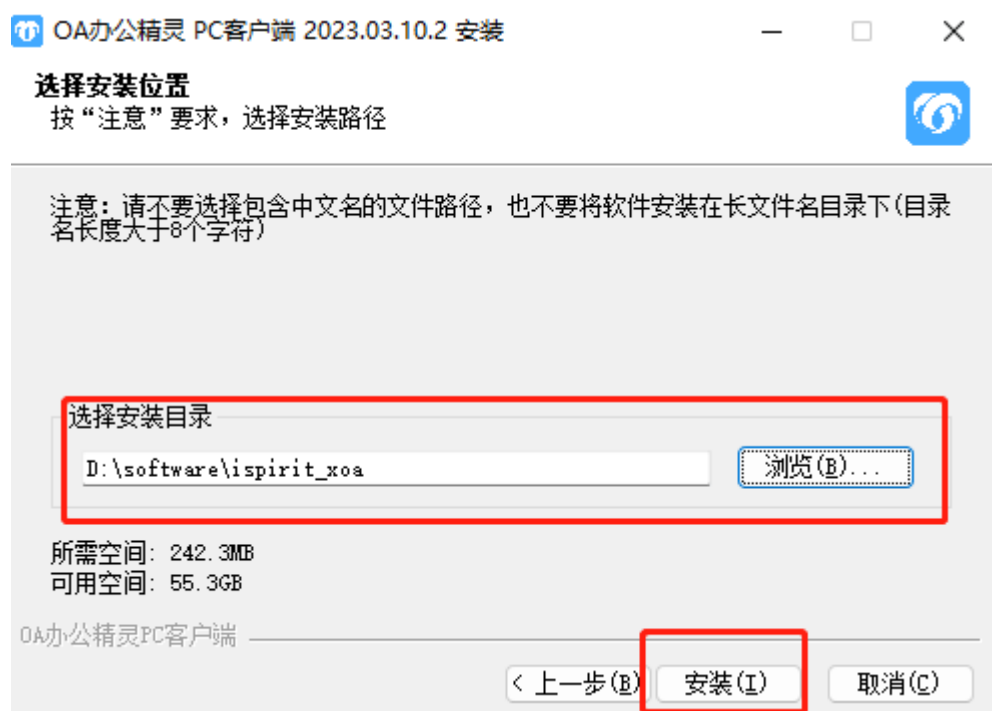 OA办公精灵 PC客户端 2023.03.10.2 安装
选择安装位置
按“注意”要求，选择安装路径
注意：请不要选择包含中文名的文件路径，也不要将软件安装在长文件名目录下(目录
名长度大于8个字符)
选择安装目录
D:\software\ispirit_xoa
浏览(B)...
所需空间: 242.3MB
可用空间: 55.3GB
OA办公精灵PC客户端
< 上一步(B) 安装(I) 取消(C)